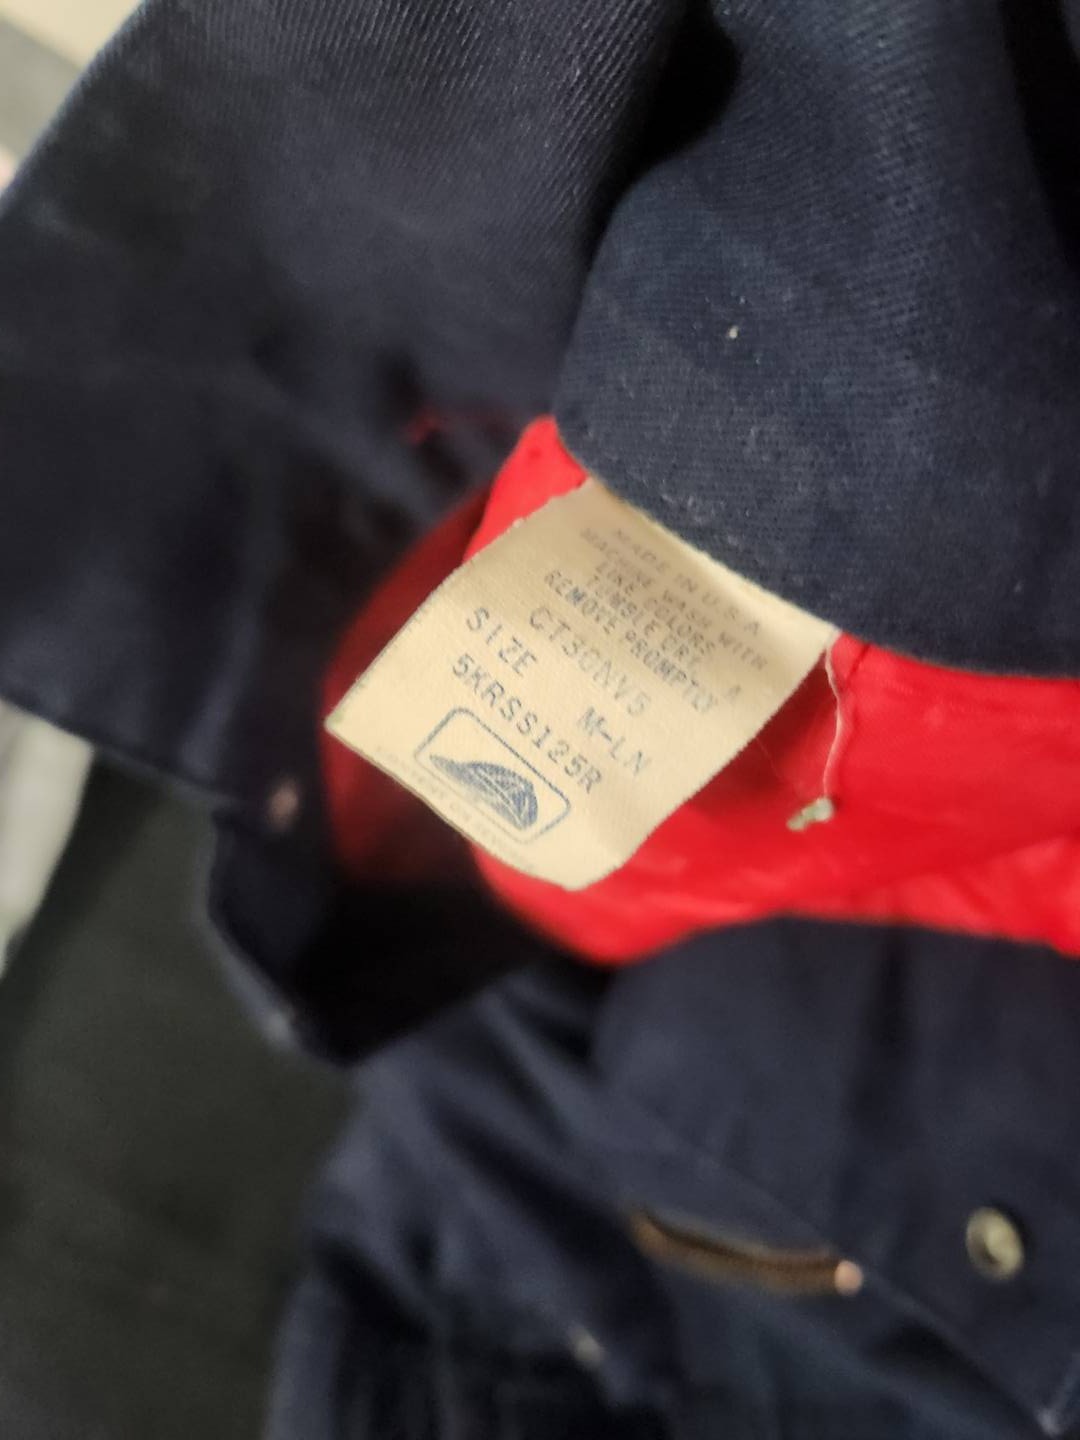 MADE IN U.S.A.
MACHINE WASH WITH
LIKE COLORS
TUMBLE DRY
REMOVE PROMPTLY
CT30NV5 A
SIZE M-LN
5KRSS125R